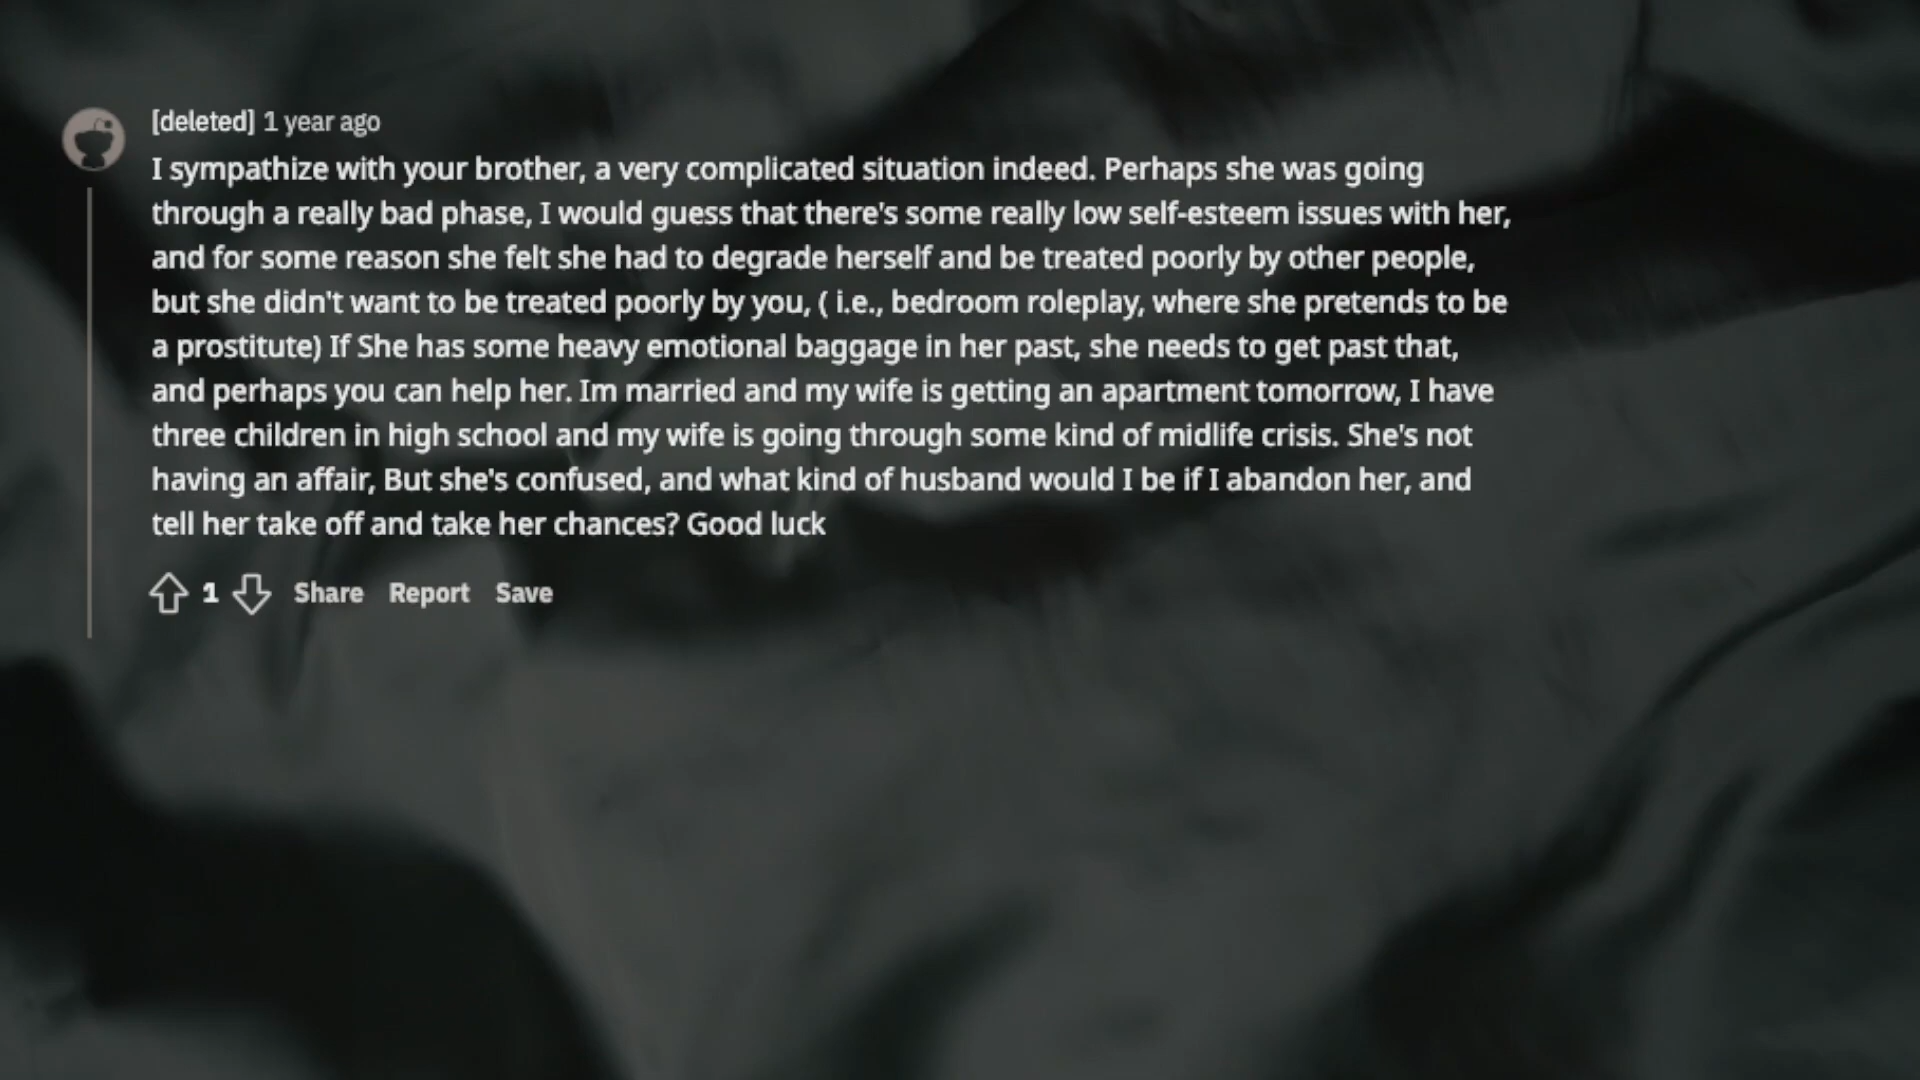 [deleted] 1 year ago
I sympathize with your brother, a very complicated situation indeed. Perhaps she was going
through a really bad phase, I would guess that there's some really low self-esteem issues with her,
and for some reason she felt she had to degrade herself and be treated poorly by other people,
but she didn't want to be treated poorly by you, ( i.e., bedroom roleplay, where she pretends to be
a prostitute) If She has some heavy emotional baggage in her past, she needs to get past that,
and perhaps you can help her. Im married and my wife is getting an apartment tomorrow, I have
three children in high school and my wife is going through some kind of midlife crisis. She's not
having an affair, But she's confused, and what kind of husband would I be if I abandon her, and
tell her take off and take her chances? Good luck
1 Share Report Save